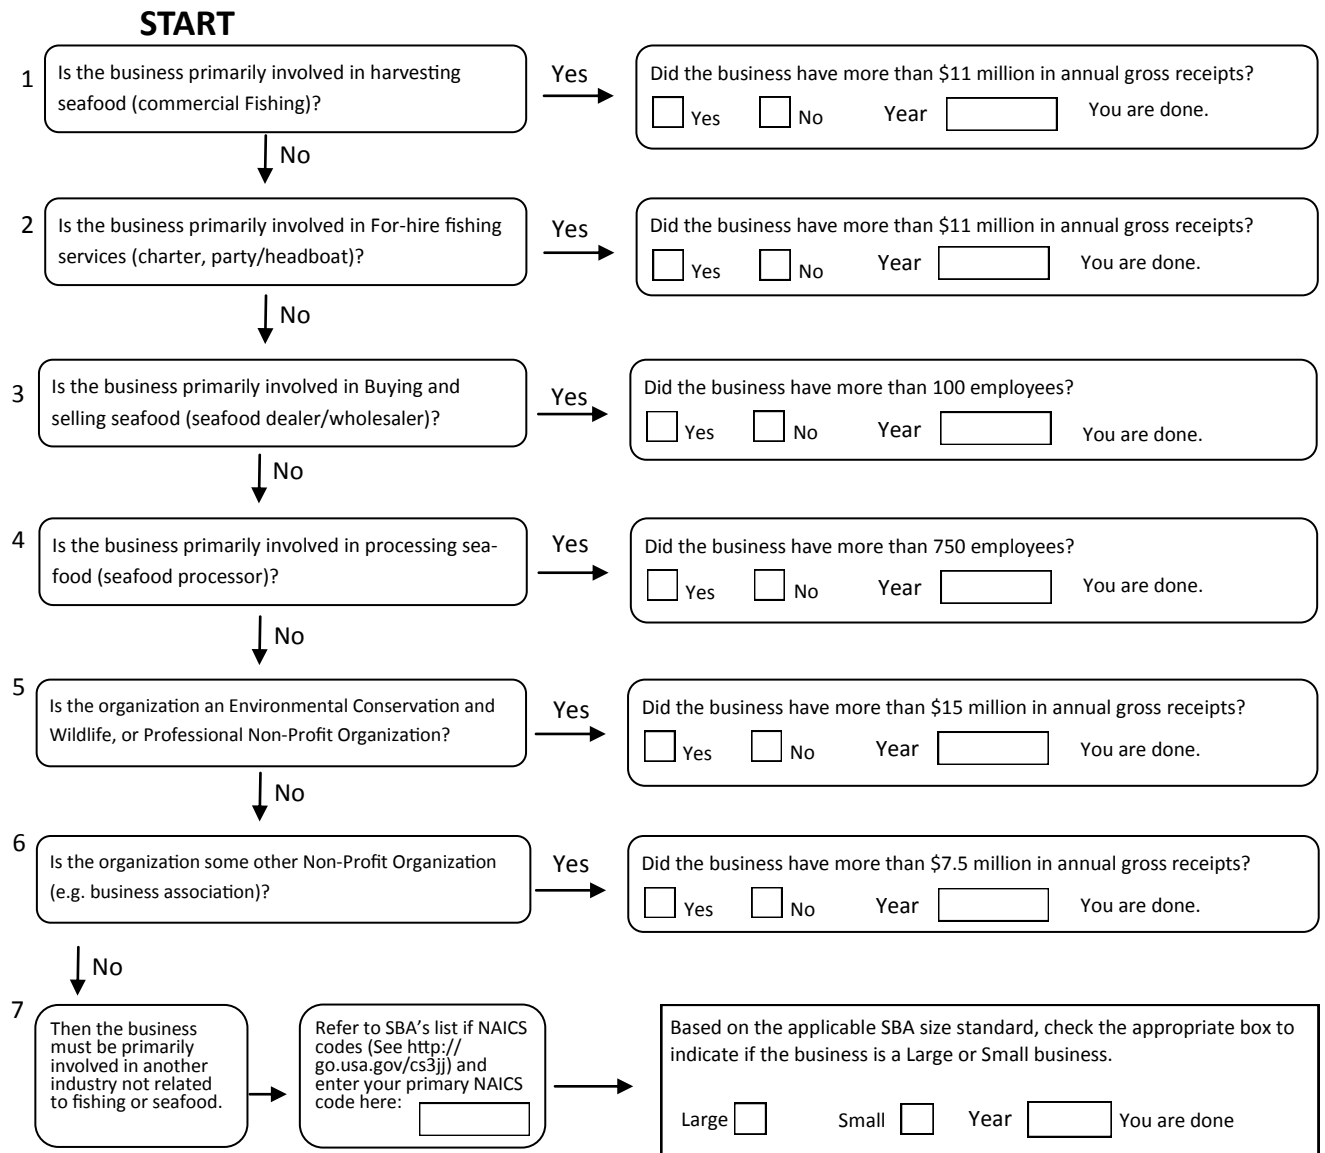 START
1
Is the business primarily involved in harvesting
seafood (commercial Fishing)?
Yes
Did the business have more than $11 million in annual gross receipts?
Yes No Year You are done.
No
2
Is the business primarily involved in For-hire fishing
services (charter, party/headboat)?
Yes
Did the business have more than $11 million in annual gross receipts?
Yes No Year You are done.
No
3
Is the business primarily involved in Buying and
selling seafood (seafood dealer/wholesaler)?
Yes
Did the business have more than 100 employees?
Yes No Year You are done.
No
4
Is the business primarily involved in processing sea-
food (seafood processor)?
Yes
Did the business have more than 750 employees?
Yes No Year You are done.
No
5
Is the organization an Environmental Conservation and
Wildlife, or Professional Non-Profit Organization?
Yes
Did the business have more than $15 million in annual gross receipts?
Yes No Year You are done.
No
6
Is the organization some other Non-Profit Organization
(e.g. business association)?
Yes
Did the business have more than $7.5 million in annual gross receipts?
Yes No Year You are done.
No
7
Then the business
must be primarily
involved in another
industry not related
to fishing or seafood.
Refer to SBA's list if NAICS
codes (See http://
go.usa.gov/cs3jj) and
enter your primary NAICS
code here:
Based on the applicable SBA size standard, check the appropriate box to
indicate if the business is a Large or Small business.
Large Small Year You are done